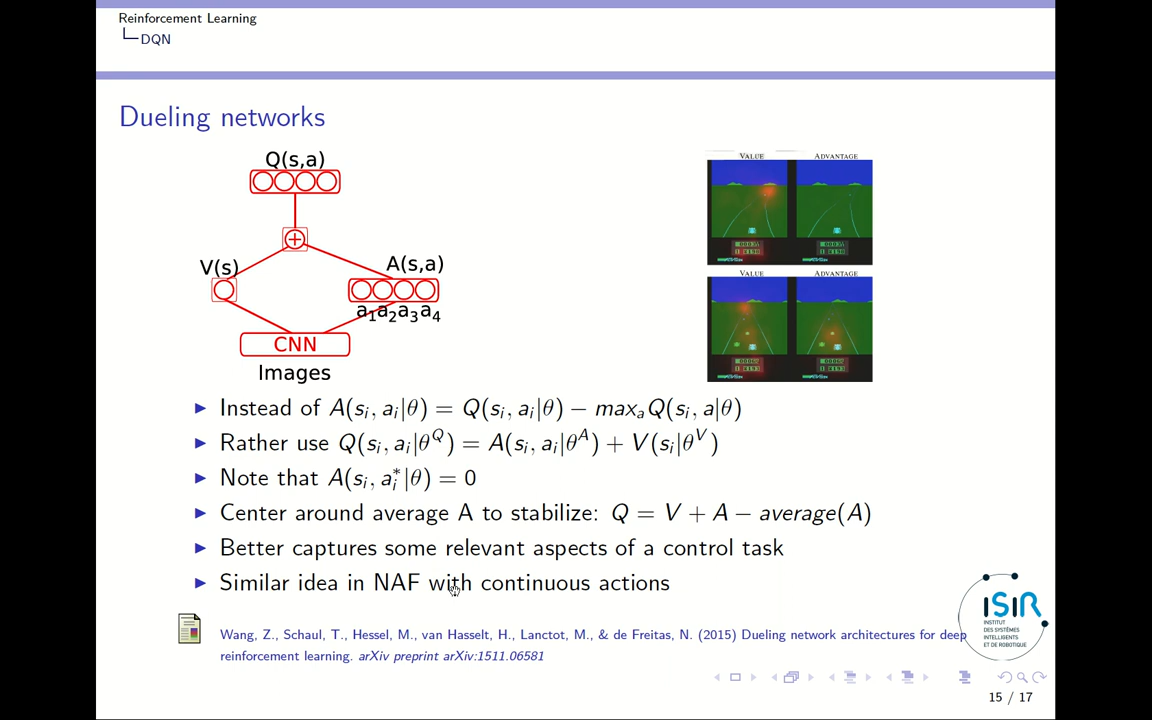 Reinforcement Learning
DQN
Dueling networks
Q(s,a)
V(s)
A(s,a)
a₁a₂a₃a₄
CNN
Images
VALUE ADVANTAGE
VALUE ADVANTAGE
Instead of A(sᵢ, aᵢ|θ) = Q(sᵢ, aᵢ|θ) − maxₐQ(sᵢ, a|θ)
Rather use Q(sᵢ, aᵢ|θ^Q) = A(sᵢ, aᵢ|θ^A) + V(sᵢ|θ^V)
Note that A(sᵢ, aᵢ*|θ) = 0
Center around average A to stabilize: Q = V + A − average(A)
Better captures some relevant aspects of a control task
Similar idea in NAF with continuous actions
Wang, Z., Schaul, T., Hessel, M., van Hasselt, H., Lanctot, M., & de Freitas, N. (2015) Dueling network architectures for deep
reinforcement learning. arXiv preprint arXiv:1511.06581
ISIR
INSTITUT
DES SYSTÈMES
INTELLIGENTS
ET DE ROBOTIQUE
15 / 17